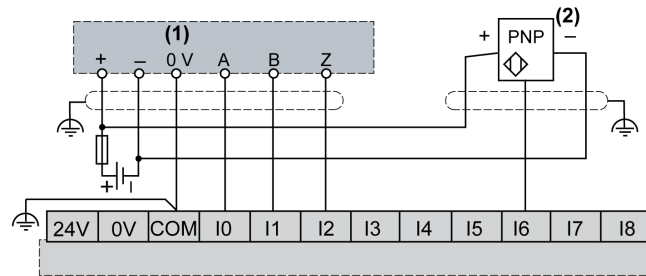 (1)
+ – 0 V A B Z
(2)
+ PNP –
+ –
24V 0V COM I0 I1 I2 I3 I4 I5 I6 I7 I8